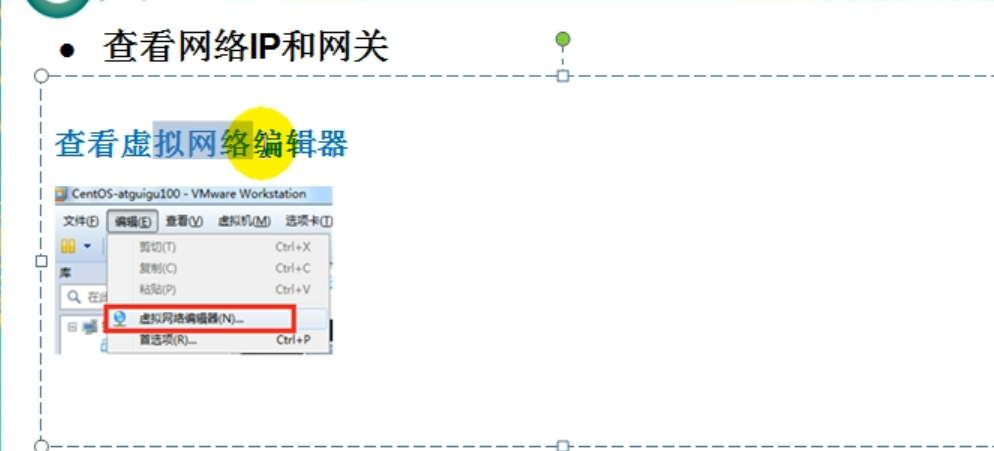 ● 查看网络IP和网关
查看虚拟网络编辑器
CentOS-atguigu100 - VMware Workstation
文件(F) 编辑(E) 查看(V) 虚拟机(M) 选项卡(T)
剪切(T) Ctrl+X
复制(C) Ctrl+C
库
粘贴(P) Ctrl+V
在此
虚拟网络编辑器(N)...
首选项(R)... Ctrl+P